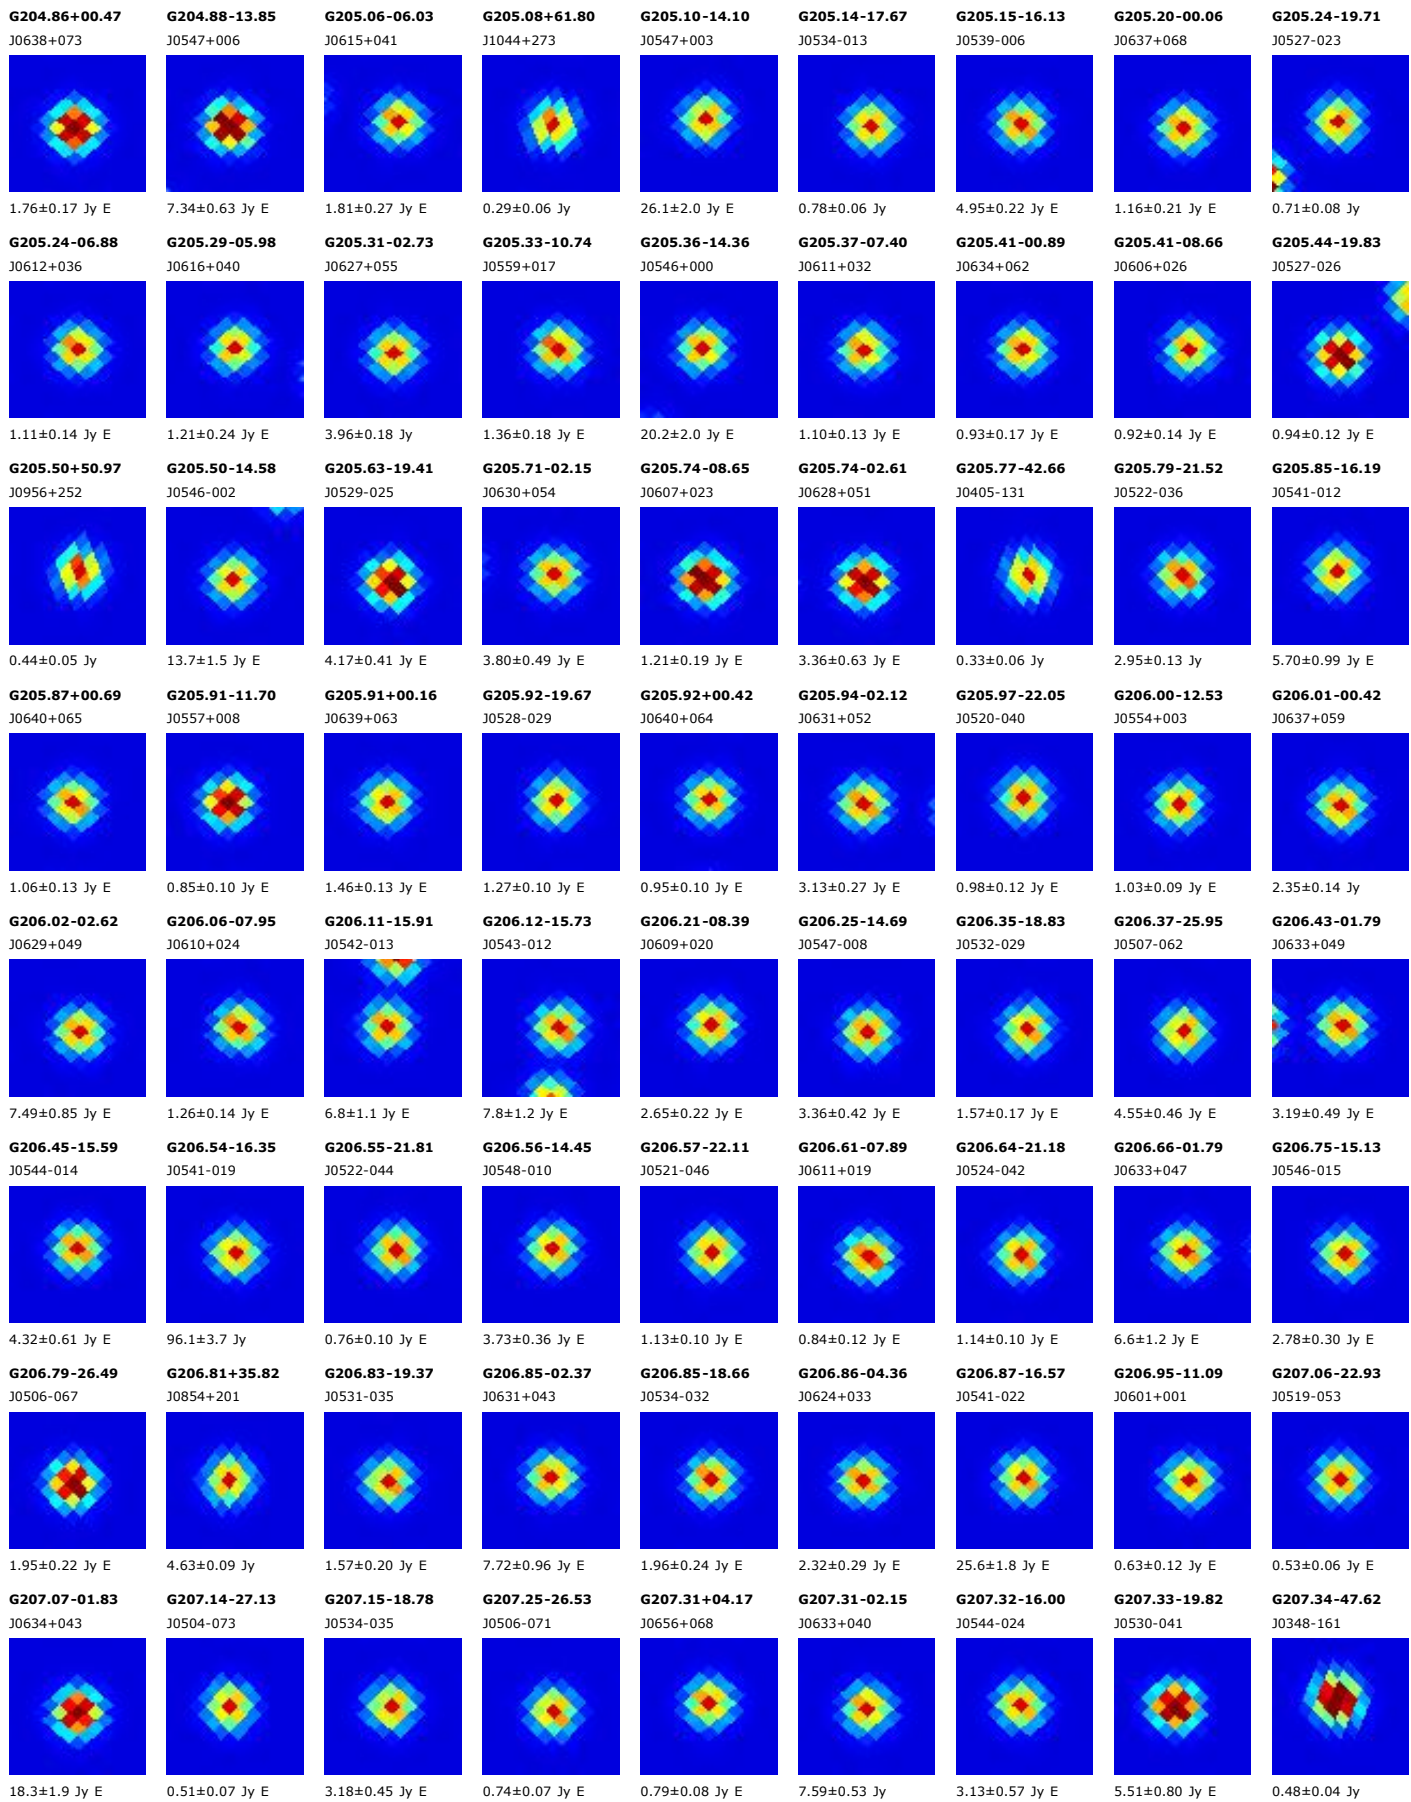 G204.86+00.47 G204.88-13.85 G205.06-06.03 G205.08+61.80 G205.10-14.10 G205.14-17.67 G205.15-16.13 G205.20-00.06 G205.24-19.71
J0638+073 J0547+006 J0615+041 J1044+273 J0547+003 J0534-013 J0539-006 J0637+068 J0527-023
1.76±0.17 Jy E 7.34±0.63 Jy E 1.81±0.27 Jy E 0.29±0.06 Jy 26.1±2.0 Jy E 0.78±0.06 Jy 4.95±0.22 Jy E 1.16±0.21 Jy E 0.71±0.08 Jy
G205.24-06.88 G205.29-05.98 G205.31-02.73 G205.33-10.74 G205.36-14.36 G205.37-07.40 G205.41-00.89 G205.41-08.66 G205.44-19.83
J0612+036 J0616+040 J0627+055 J0559+017 J0546+000 J0611+032 J0634+062 J0606+026 J0527-026
1.11±0.14 Jy E 1.21±0.24 Jy E 3.96±0.18 Jy 1.36±0.18 Jy E 20.2±2.0 Jy E 1.10±0.13 Jy E 0.93±0.17 Jy E 0.92±0.14 Jy E 0.94±0.12 Jy E
G205.50+50.97 G205.50-14.58 G205.63-19.41 G205.71-02.15 G205.74-08.65 G205.74-02.61 G205.77-42.66 G205.79-21.52 G205.85-16.19
J0956+252 J0546-002 J0529-025 J0630+054 J0607+023 J0628+051 J0405-131 J0522-036 J0541-012
0.44±0.05 Jy 13.7±1.5 Jy E 4.17±0.41 Jy E 3.80±0.49 Jy E 1.21±0.19 Jy E 3.36±0.63 Jy E 0.33±0.06 Jy 2.95±0.13 Jy 5.70±0.99 Jy E
G205.87+00.69 G205.91-11.70 G205.91+00.16 G205.92-19.67 G205.92+00.42 G205.94-02.12 G205.97-22.05 G206.00-12.53 G206.01-00.42
J0640+065 J0557+008 J0639+063 J0528-029 J0640+064 J0631+052 J0520-040 J0554+003 J0637+059
1.06±0.13 Jy E 0.85±0.10 Jy E 1.46±0.13 Jy E 1.27±0.10 Jy E 0.95±0.10 Jy E 3.13±0.27 Jy E 0.98±0.12 Jy E 1.03±0.09 Jy E 2.35±0.14 Jy
G206.02-02.62 G206.06-07.95 G206.11-15.91 G206.12-15.73 G206.21-08.39 G206.25-14.69 G206.35-18.83 G206.37-25.95 G206.43-01.79
J0629+049 J0610+024 J0542-013 J0543-012 J0609+020 J0547-008 J0532-029 J0507-062 J0633+049
7.49±0.85 Jy E 1.26±0.14 Jy E 6.8±1.1 Jy E 7.8±1.2 Jy E 2.65±0.22 Jy E 3.36±0.42 Jy E 1.57±0.17 Jy E 4.55±0.46 Jy E 3.19±0.49 Jy E
G206.45-15.59 G206.54-16.35 G206.55-21.81 G206.56-14.45 G206.57-22.11 G206.61-07.89 G206.64-21.18 G206.66-01.79 G206.75-15.13
J0544-014 J0541-019 J0522-044 J0548-010 J0521-046 J0611+019 J0524-042 J0633+047 J0546-015
4.32±0.61 Jy E 96.1±3.7 Jy 0.76±0.10 Jy E 3.73±0.36 Jy E 1.13±0.10 Jy E 0.84±0.12 Jy E 1.14±0.10 Jy E 6.6±1.2 Jy E 2.78±0.30 Jy E
G206.79-26.49 G206.81+35.82 G206.83-19.37 G206.85-02.37 G206.85-18.66 G206.86-04.36 G206.87-16.57 G206.95-11.09 G207.06-22.93
J0506-067 J0854+201 J0531-035 J0631+043 J0534-032 J0624+033 J0541-022 J0601+001 J0519-053
1.95±0.22 Jy E 4.63±0.09 Jy 1.57±0.20 Jy E 7.72±0.96 Jy E 1.96±0.24 Jy E 2.32±0.29 Jy E 25.6±1.8 Jy E 0.63±0.12 Jy E 0.53±0.06 Jy E
G207.07-01.83 G207.14-27.13 G207.15-18.78 G207.25-26.53 G207.31+04.17 G207.31-02.15 G207.32-16.00 G207.33-19.82 G207.34-47.62
J0634+043 J0504-073 J0534-035 J0506-071 J0656+068 J0633+040 J0544-024 J0530-041 J0348-161
18.3±1.9 Jy E 0.51±0.07 Jy E 3.18±0.45 Jy E 0.74±0.07 Jy E 0.79±0.08 Jy E 7.59±0.53 Jy 3.13±0.57 Jy E 5.51±0.80 Jy E 0.48±0.04 Jy